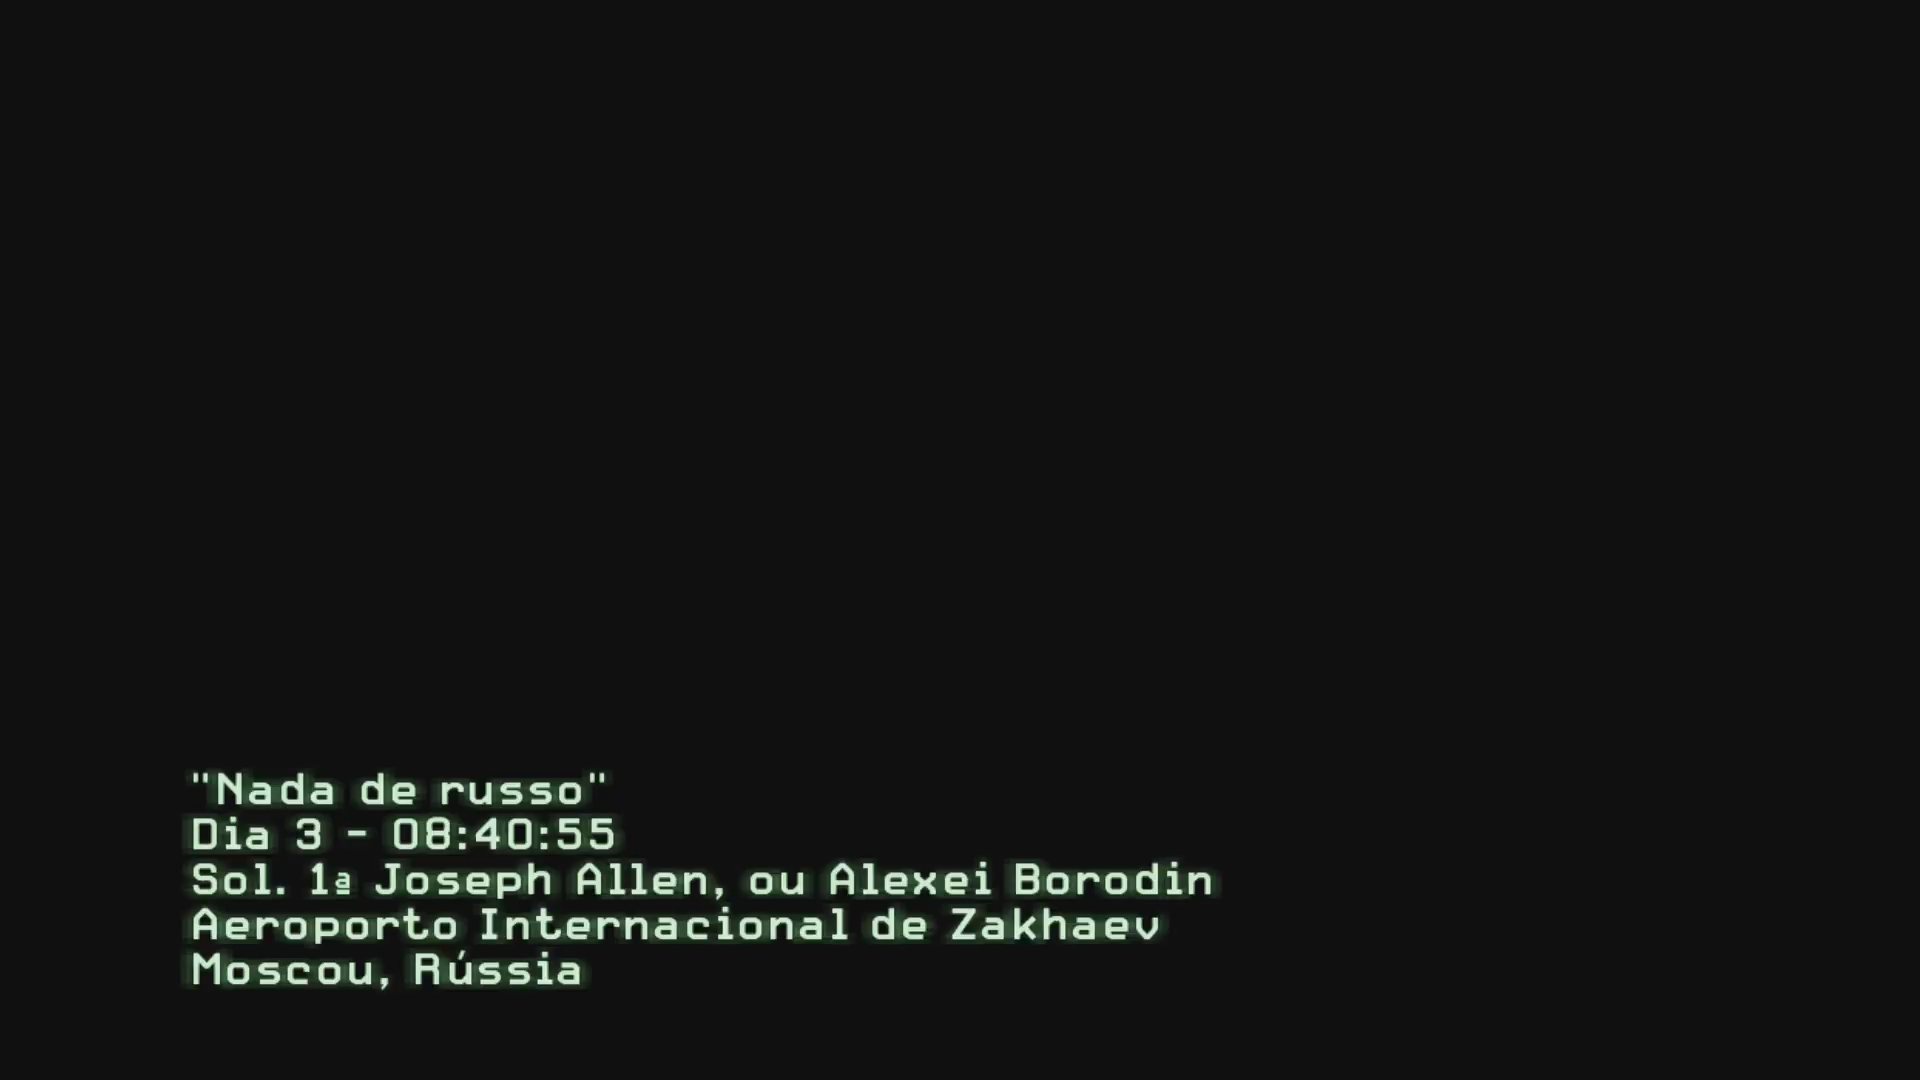 "Nada de russo"
Dia 3 - 08:40:55
Sol. 1ª Joseph Allen, ou Alexei Borodin
Aeroporto Internacional de Zakhaev
Moscou, Rússia